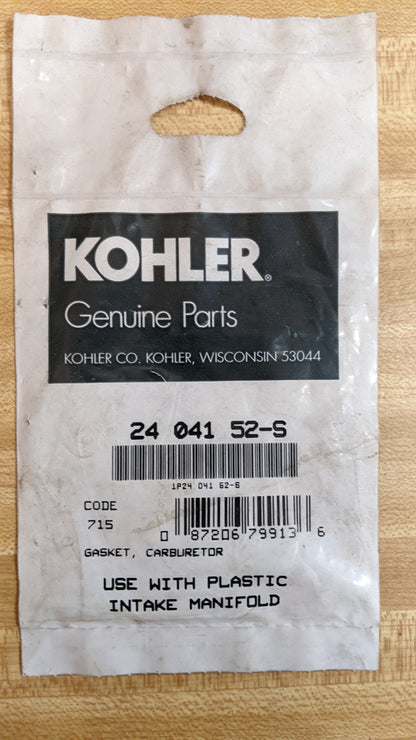 KOHLER®
Genuine Parts
KOHLER CO. KOHLER, WISCONSIN 53044
24 041 52-S
1P24 041 52-S
CODE
715
0 87206 79913 6
GASKET, CARBURETOR
USE WITH PLASTIC
INTAKE MANIFOLD